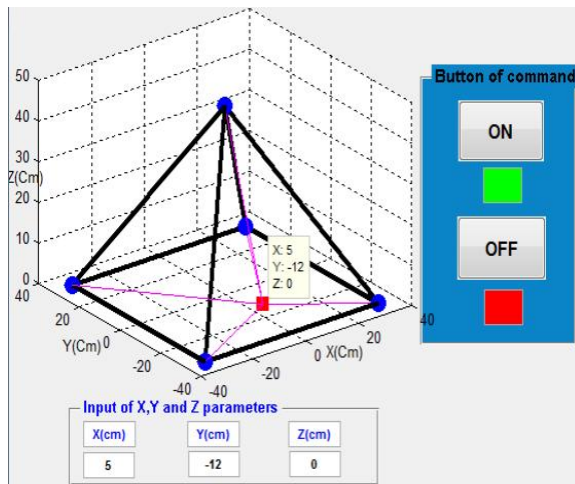 50
40
30
Z(Cm)
20
10
0
40
20
Y(Cm)
0
-20
-40
-40
-20
0
X(Cm)
20
40
X: 5
Y: -12
Z: 0
Button of command
ON
OFF
Input of X,Y and Z parameters
X(cm) Y(cm) Z(cm)
5 -12 0